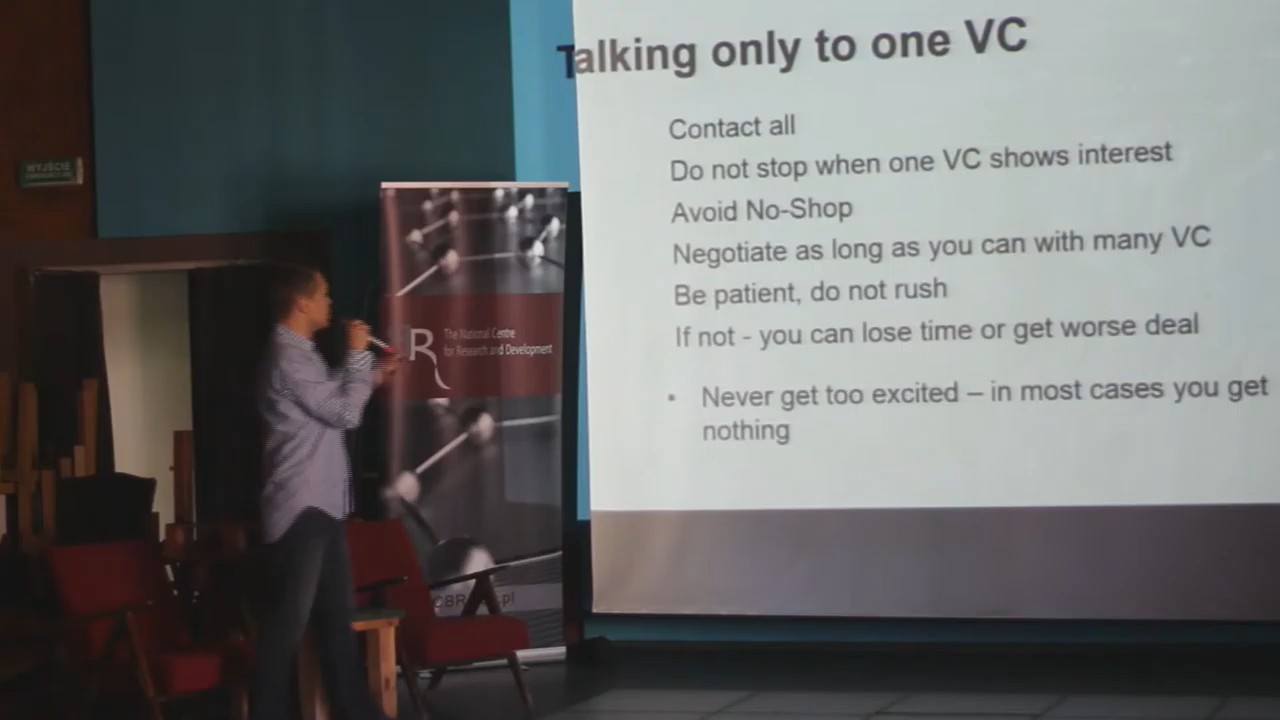 Talking only to one VC
Contact all
Do not stop when one VC shows interest
Avoid No-Shop
Negotiate as long as you can with many VC
Be patient, do not rush
If not - you can lose time or get worse deal
• Never get too excited – in most cases you get
nothing
WYJŚCIE
The National Centre
for Research and Development